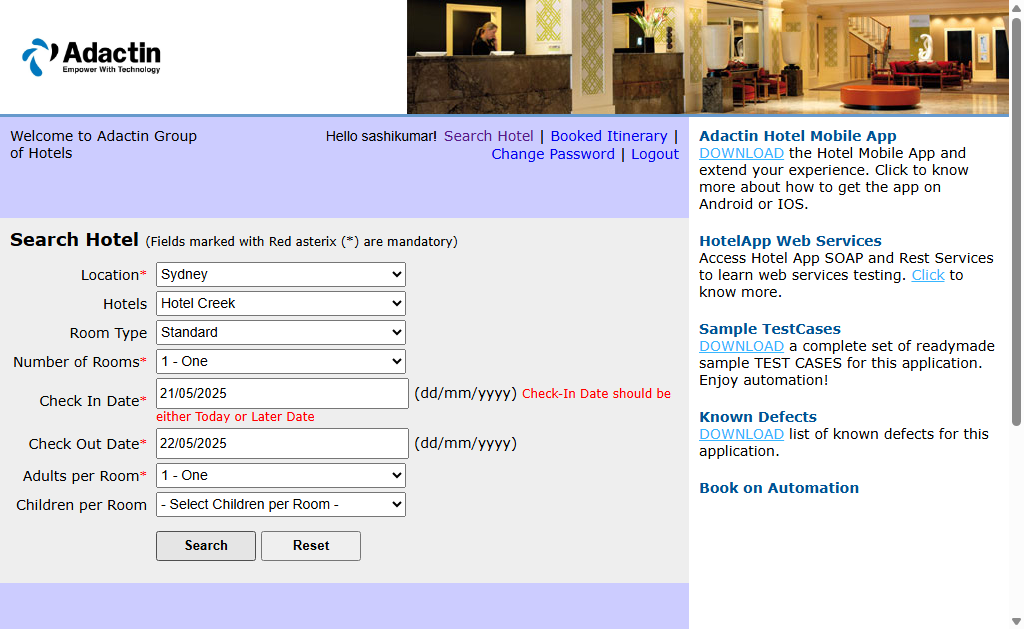 Adactin
Empower With Technology
Welcome to Adactin Group
of Hotels
Hello sashikumar! Search Hotel | Booked Itinerary |
Change Password | Logout
Search Hotel (Fields marked with Red asterix (*) are mandatory)
Location* Sydney
Hotels Hotel Creek
Room Type Standard
Number of Rooms* 1 - One
Check In Date* 21/05/2025 (dd/mm/yyyy) Check-In Date should be
either Today or Later Date
Check Out Date* 22/05/2025 (dd/mm/yyyy)
Adults per Room* 1 - One
Children per Room - Select Children per Room -
Search Reset
Adactin Hotel Mobile App
DOWNLOAD the Hotel Mobile App and
extend your experience. Click to know
more about how to get the app on
Android or IOS.
HotelApp Web Services
Access Hotel App SOAP and Rest Services
to learn web services testing. Click to
know more.
Sample TestCases
DOWNLOAD a complete set of readymade
sample TEST CASES for this application.
Enjoy automation!
Known Defects
DOWNLOAD list of known defects for this
application.
Book on Automation